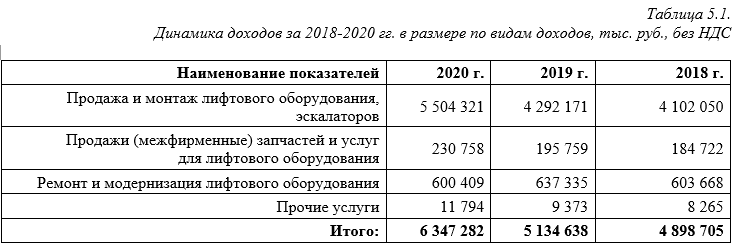 Таблица 5.1.
Динамика доходов за 2018-2020 гг. в размере по видам доходов, тыс. руб., без НДС
Наименование показателей 2020 г. 2019 г. 2018 г.
Продажа и монтаж лифтового оборудования,
эскалаторов 5 504 321 4 292 171 4 102 050
Продажи (межфирменные) запчастей и услуг
для лифтового оборудования 230 758 195 759 184 722
Ремонт и модернизация лифтового оборудования 600 409 637 335 603 668
Прочие услуги 11 794 9 373 8 265
Итого: 6 347 282 5 134 638 4 898 705